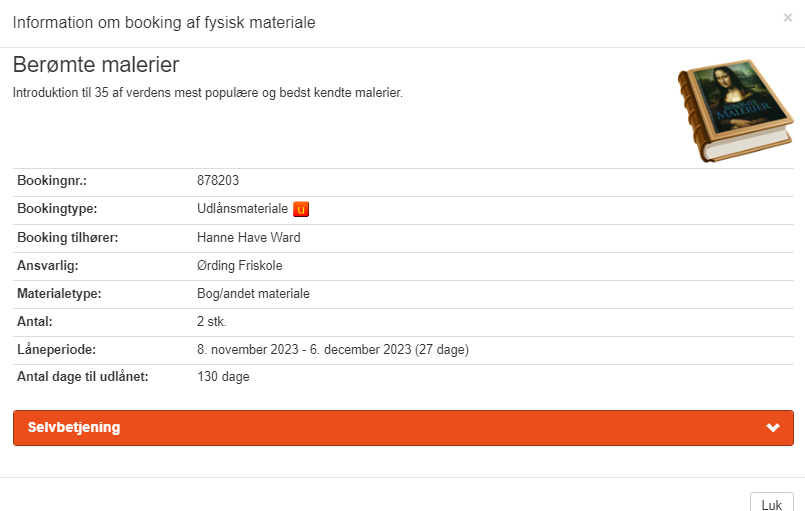 Information om booking af fysisk materiale
×
Berømte malerier
Introduktion til 35 af verdens mest populære og bedst kendte malerier.
BERØMTE
MALERIER
Bookingnr.: 878203
Bookingtype: Udlånsmateriale u
Booking tilhører: Hanne Have Ward
Ansvarlig: Ørding Friskole
Materialetype: Bog/andet materiale
Antal: 2 stk.
Låneperiode: 8. november 2023 - 6. december 2023 (27 dage)
Antal dage til udlånet: 130 dage
Selvbetjening
Luk